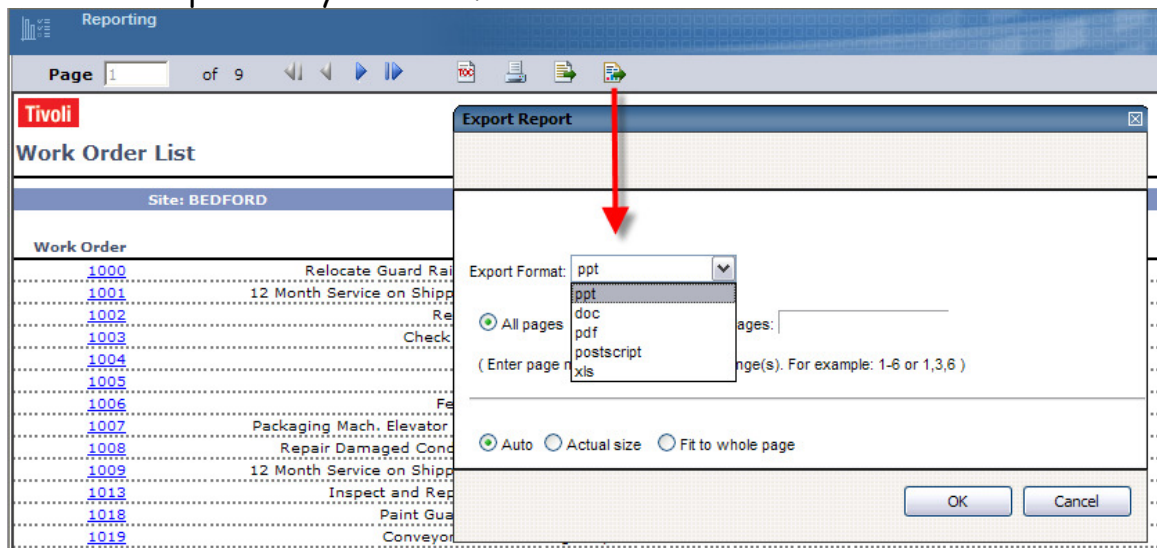 Reporting
Page 1 of 9
TOC
Tivoli
Work Order List
Site: BEDFORD
Work Order
1000 Relocate Guard Rai
1001 12 Month Service on Shipp
1002 Re
1003 Check
1004
1005
1006 Fe
1007 Packaging Mach. Elevator
1008 Repair Damaged Cond
1009 12 Month Service on Shipp
1013 Inspect and Rep
1018 Paint Gua
1019 Conveyor
Export Report
Export Format: ppt
ppt
doc
pdf
postscript
xls
All pages ages:
( Enter page n nge(s). For example: 1-6 or 1,3,6 )
Auto Actual size Fit to whole page
OK Cancel